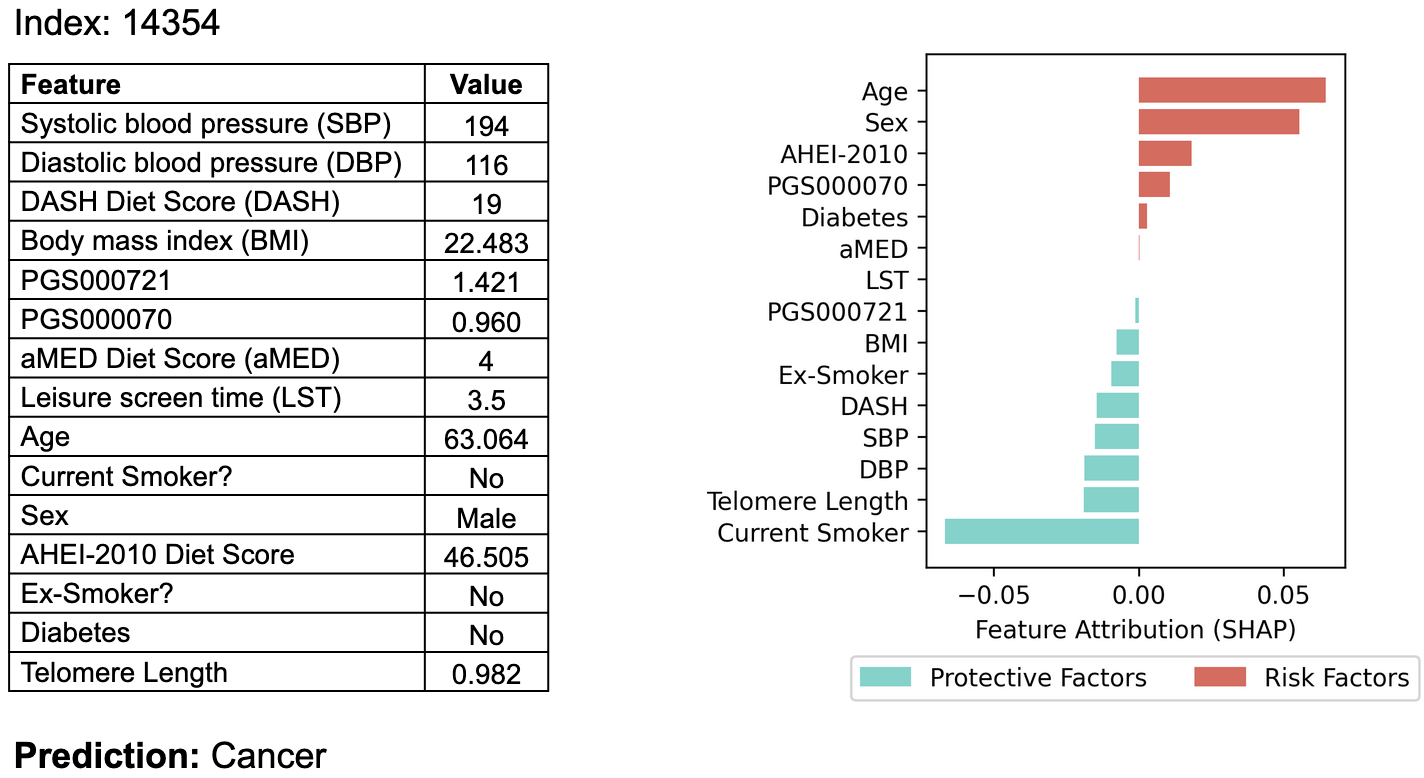 Index: 14354
Feature Value
Systolic blood pressure (SBP) 194
Diastolic blood pressure (DBP) 116
DASH Diet Score (DASH) 19
Body mass index (BMI) 22.483
PGS000721 1.421
PGS000070 0.960
aMED Diet Score (aMED) 4
Leisure screen time (LST) 3.5
Age 63.064
Current Smoker? No
Sex Male
AHEI-2010 Diet Score 46.505
Ex-Smoker? No
Diabetes No
Telomere Length 0.982
Prediction: Cancer
Age
Sex
AHEI-2010
PGS000070
Diabetes
aMED
LST
PGS000721
BMI
Ex-Smoker
DASH
SBP
DBP
Telomere Length
Current Smoker
−0.05 0.00 0.05
Feature Attribution (SHAP)
Protective Factors Risk Factors